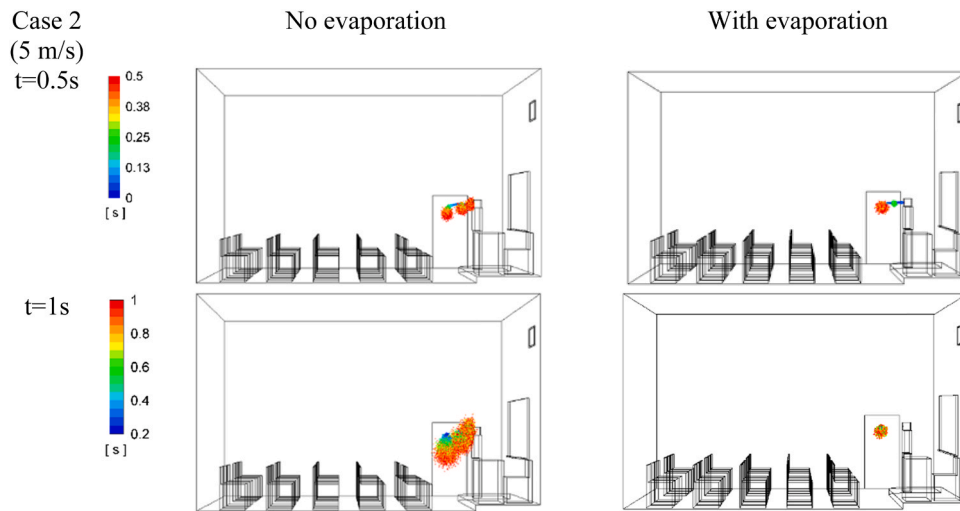 Case 2
(5 m/s)
No evaporation
With evaporation
t=0.5s
0.5
0.38
0.25
0.13
0
[ s ]
t=1s
1
0.8
0.6
0.4
0.2
[ s ]